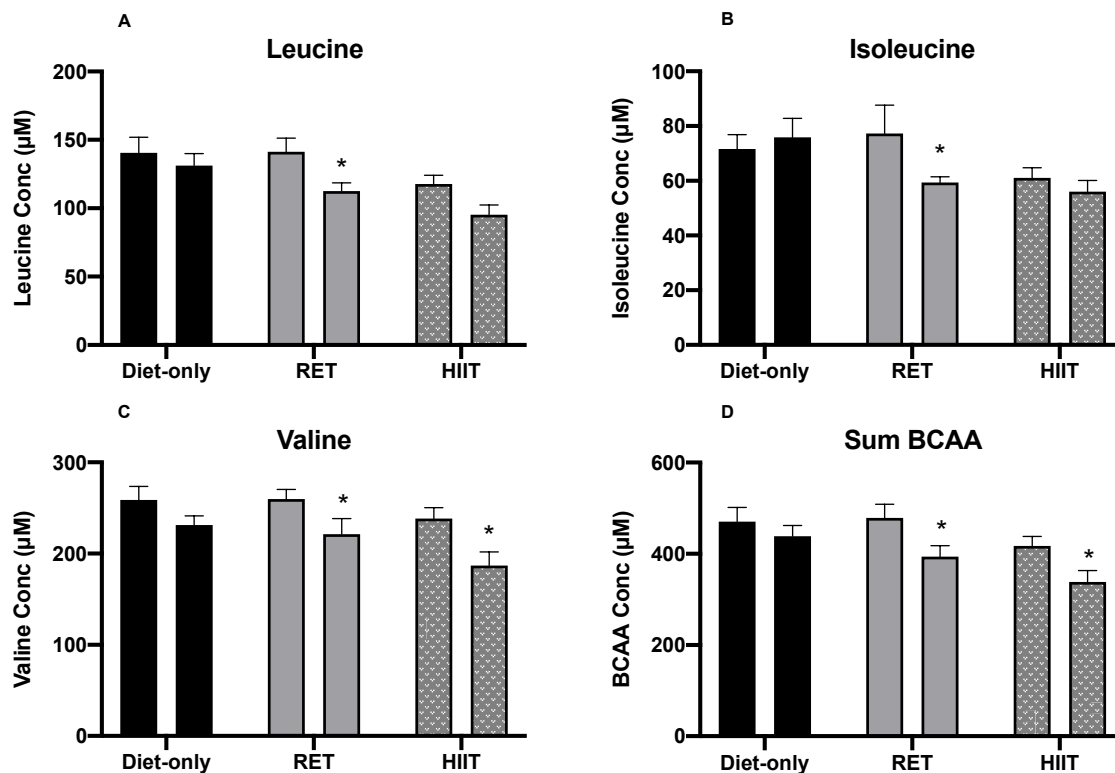 A
Leucine
Leucine Conc (µM)
200
150
100
50
0
*
Diet-only RET HIIT
B
Isoleucine
Isoleucine Conc (µM)
100
80
60
40
20
0
*
Diet-only RET HIIT
C
Valine
Valine Conc (µM)
300
200
100
0
*
*
Diet-only RET HIIT
D
Sum BCAA
BCAA Conc (µM)
600
400
200
0
*
*
Diet-only RET HIIT